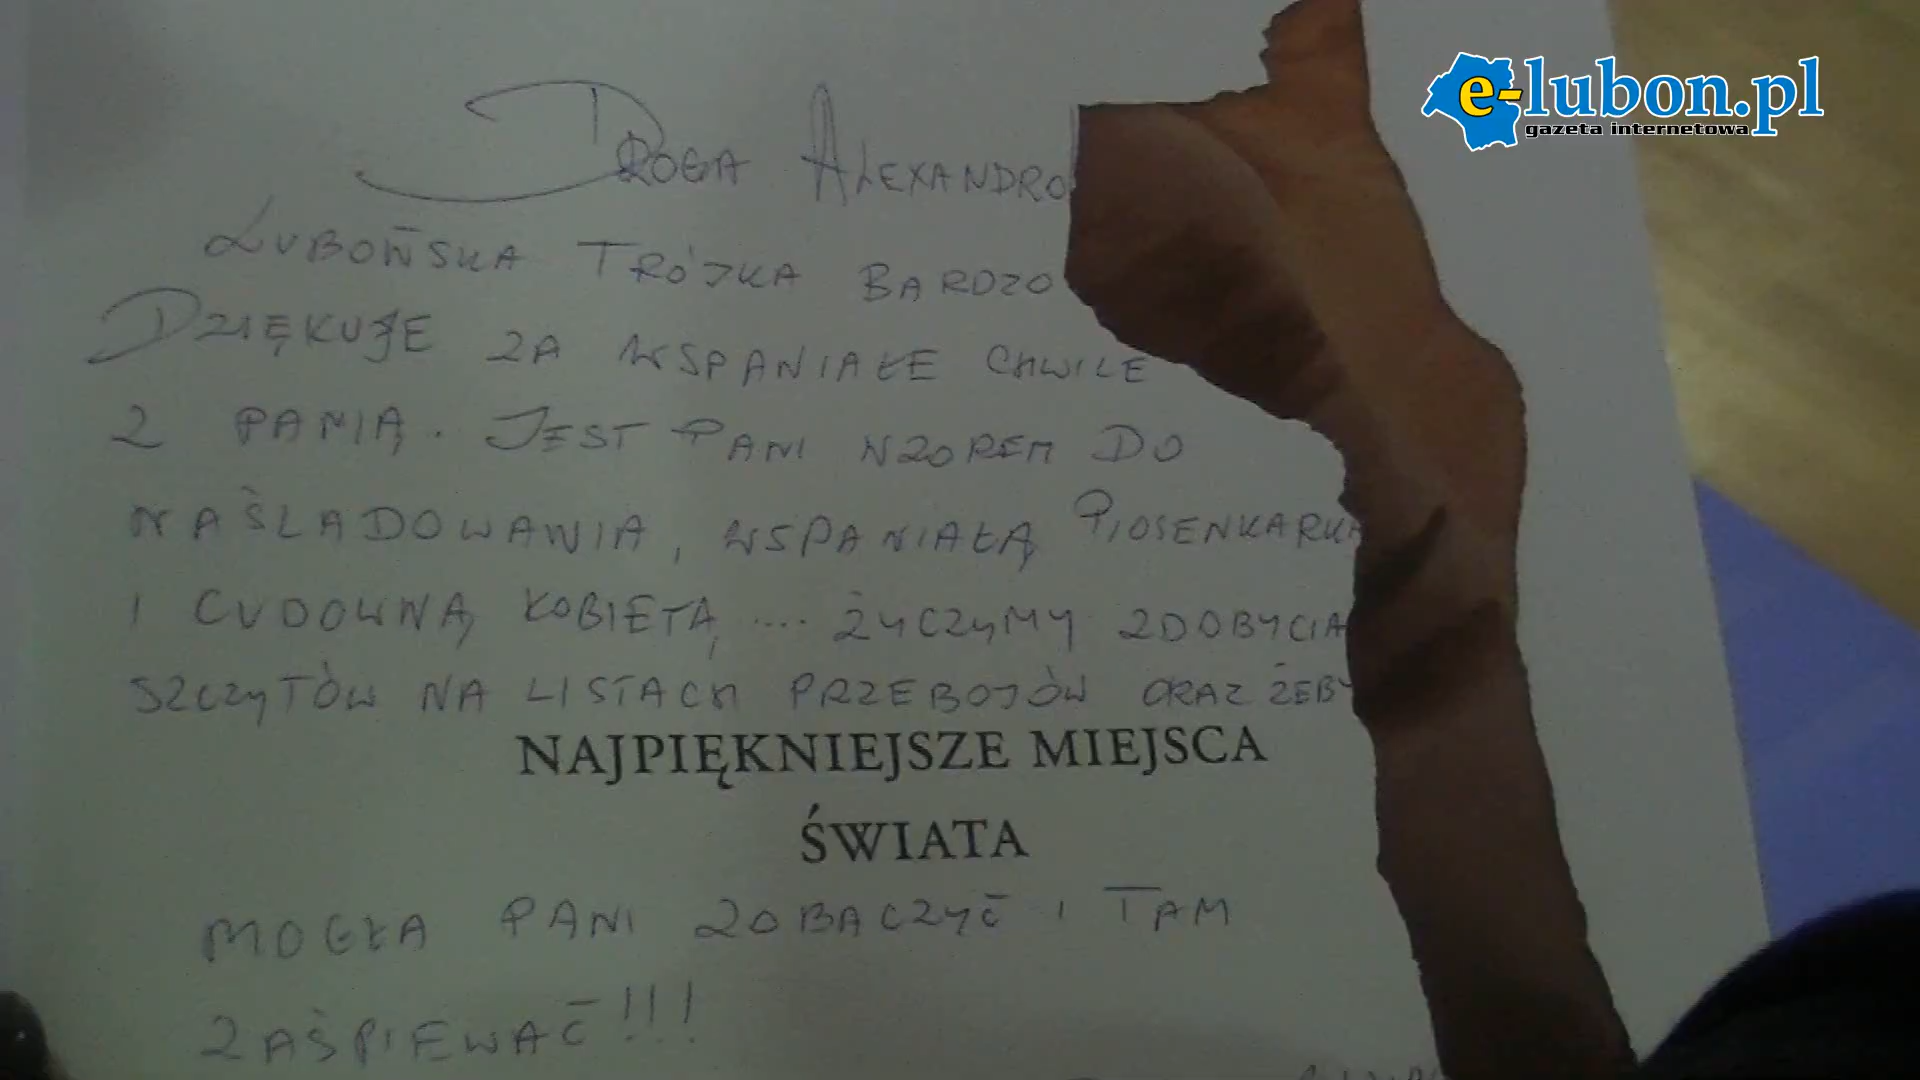 e-lubon.pl
gazeta internetowa
DROGA ALEXANDRO
LUBOŃSKA TRÓJKA BARDZO
DZIĘKUJE ZA WSPANIAŁE CHWILE
Z PANIĄ. JEST PANI WZOREM DO
NAŚLADOWANIA, WSPANIAŁĄ PIOSENKARKĄ
I CUDOWNĄ KOBIETĄ .... ŻYCZYMY ZDOBYCIA
SZCZYTÓW NA LISTACH PRZEBOJÓW ORAZ ŻEBY
NAJPIĘKNIEJSZE MIEJSCA
ŚWIATA
MOGŁA PANI ZOBACZYĆ I TAM
ZAŚPIEWAĆ!!!